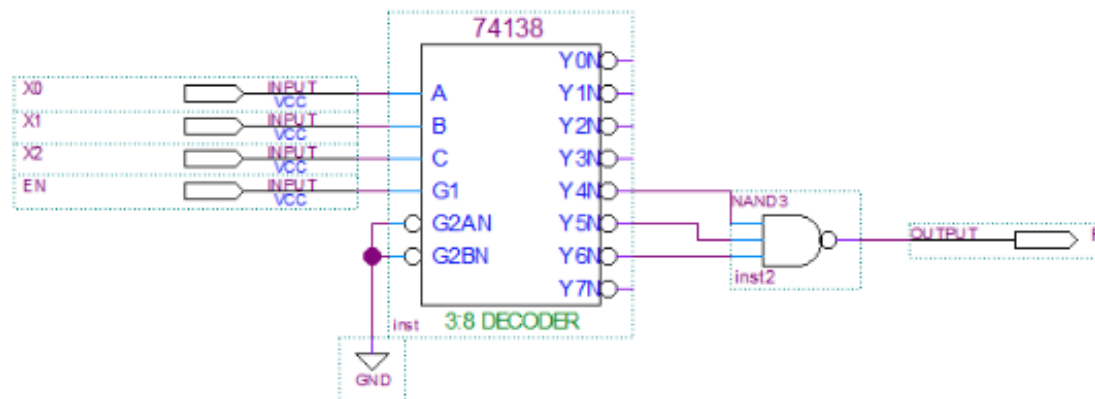 74138
X0
INPUT
VCC
A
X1
INPUT
VCC
B
X2
INPUT
VCC
C
EN
INPUT
VCC
G1
G2AN
G2BN
Y0N
Y1N
Y2N
Y3N
Y4N
Y5N
Y6N
Y7N
inst
3:8 DECODER
GND
NAND3
inst2
OUTPUT